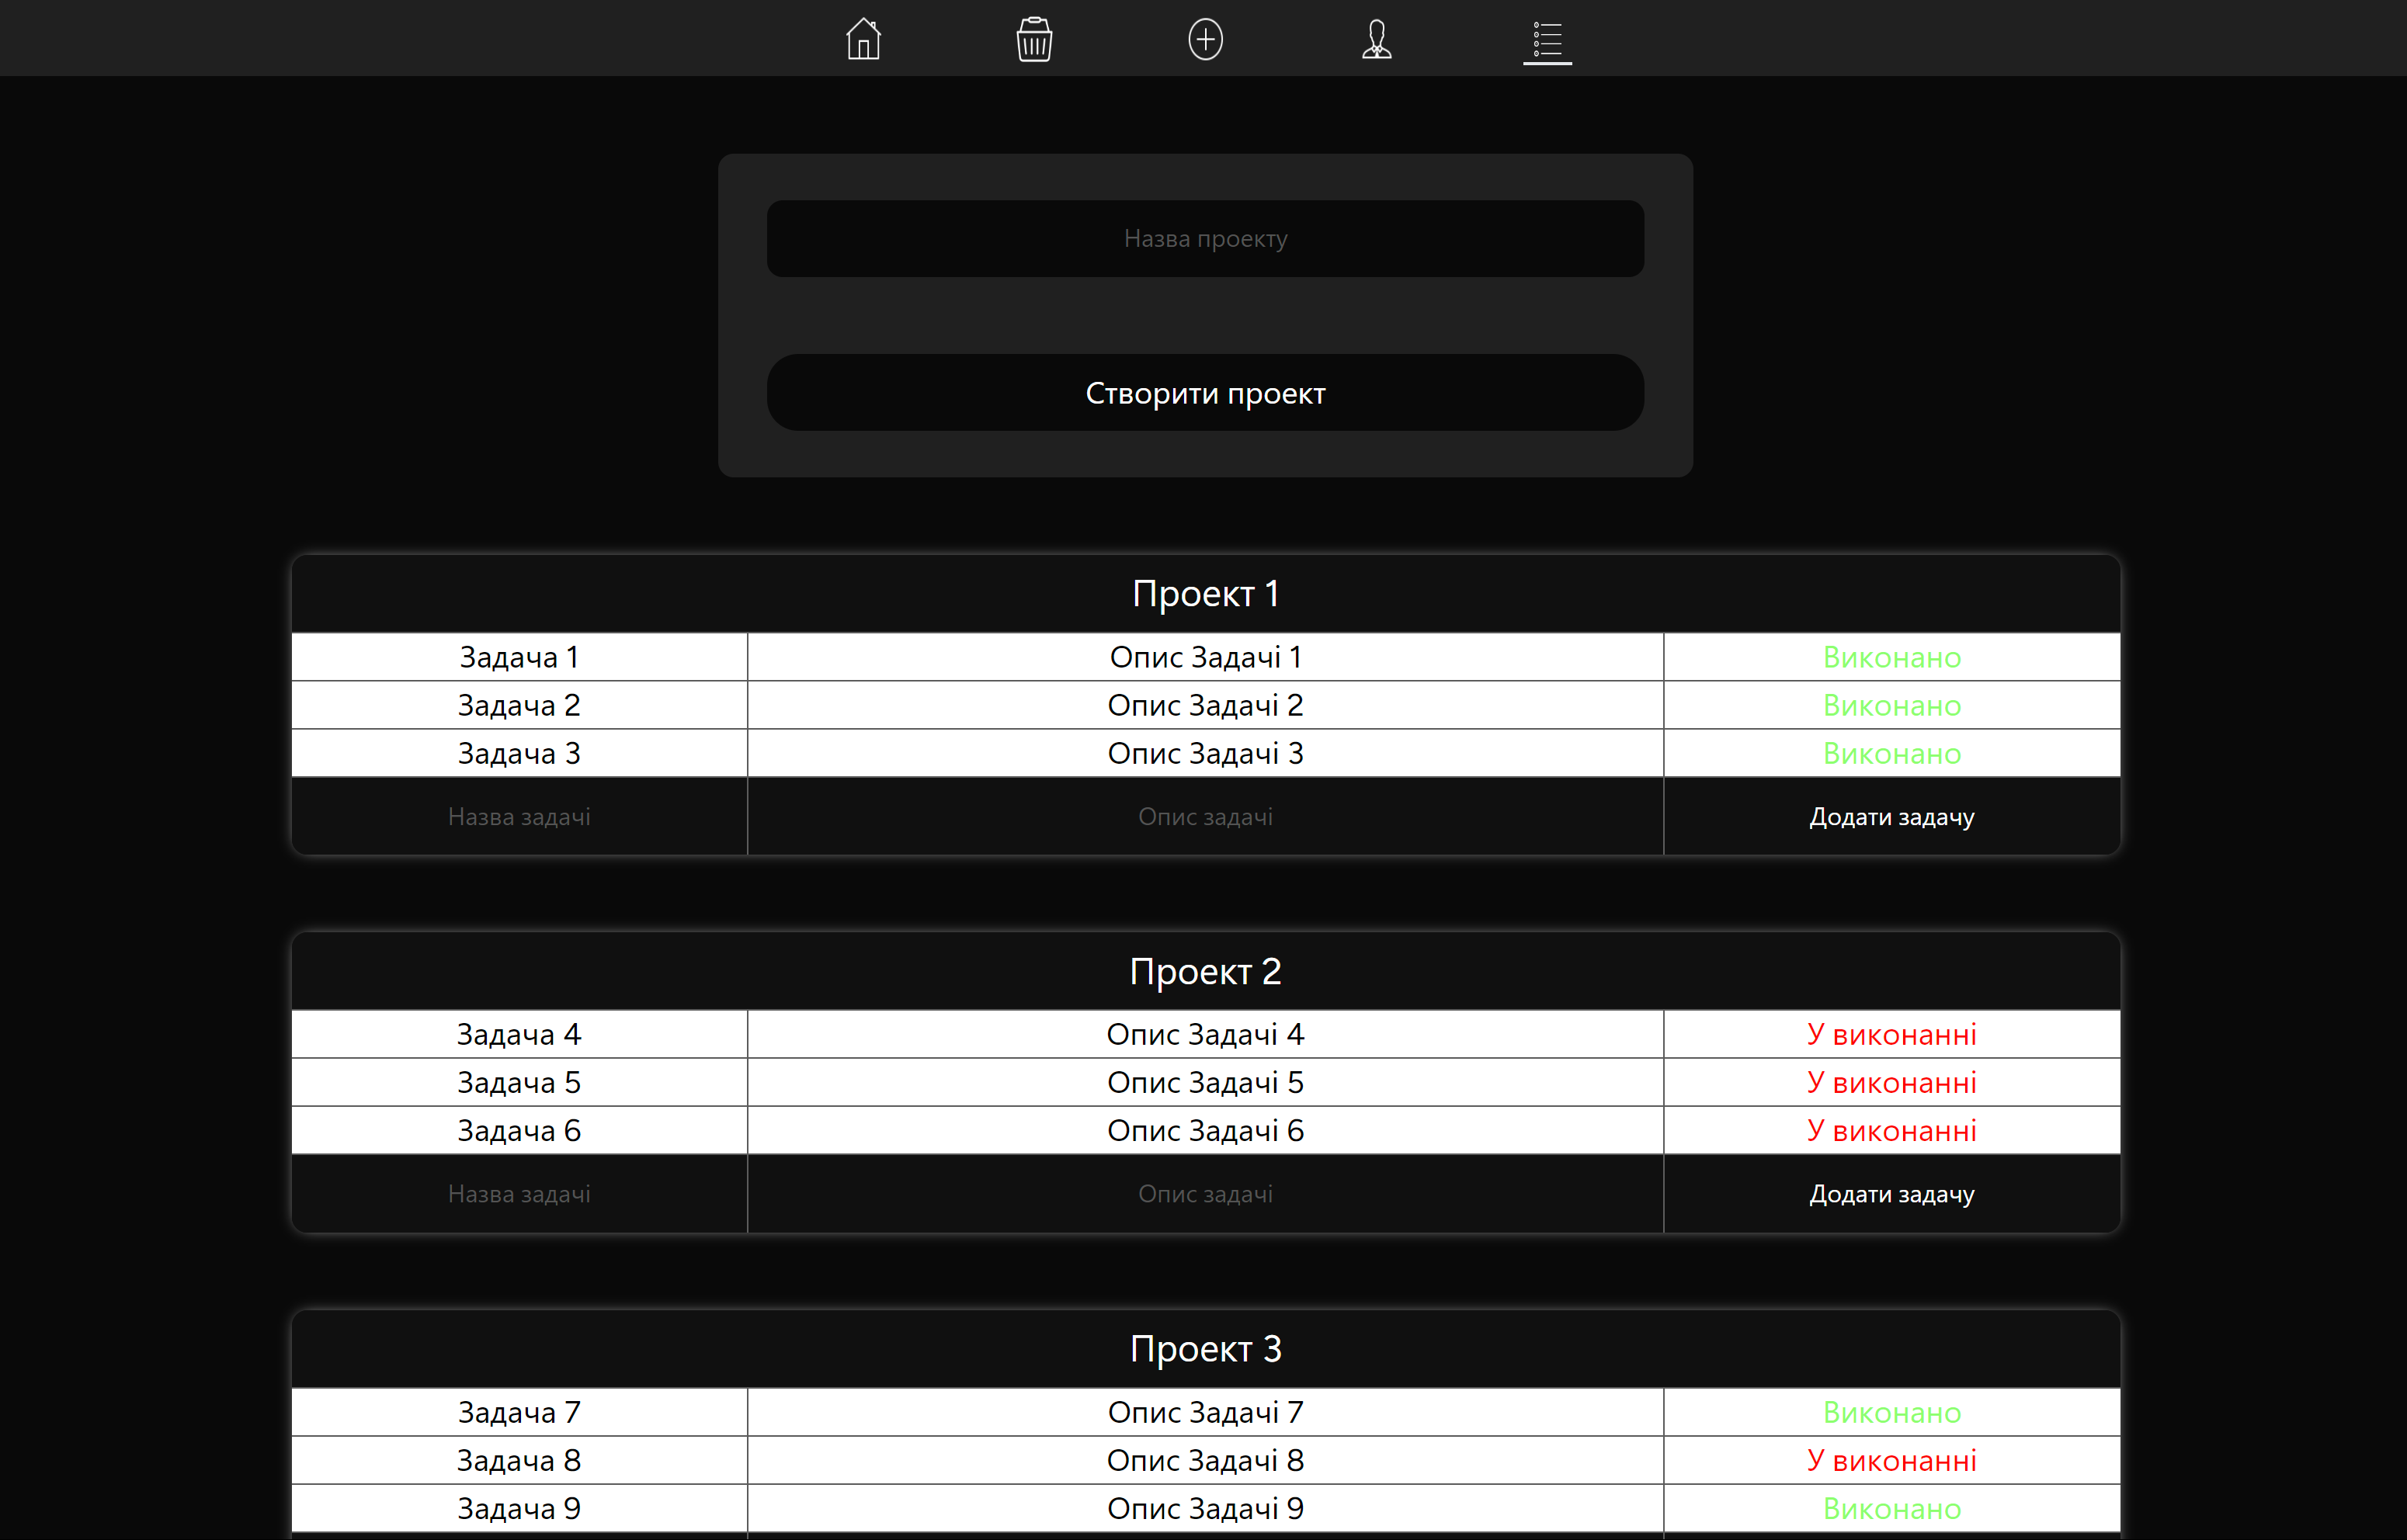 Назва проекту
Створити проект
Проект 1
Задача 1 Опис Задачі 1 Виконано
Задача 2 Опис Задачі 2 Виконано
Задача 3 Опис Задачі 3 Виконано
Назва задачі Опис задачі Додати задачу
Проект 2
Задача 4 Опис Задачі 4 У виконанні
Задача 5 Опис Задачі 5 У виконанні
Задача 6 Опис Задачі 6 У виконанні
Назва задачі Опис задачі Додати задачу
Проект 3
Задача 7 Опис Задачі 7 Виконано
Задача 8 Опис Задачі 8 У виконанні
Задача 9 Опис Задачі 9 Виконано